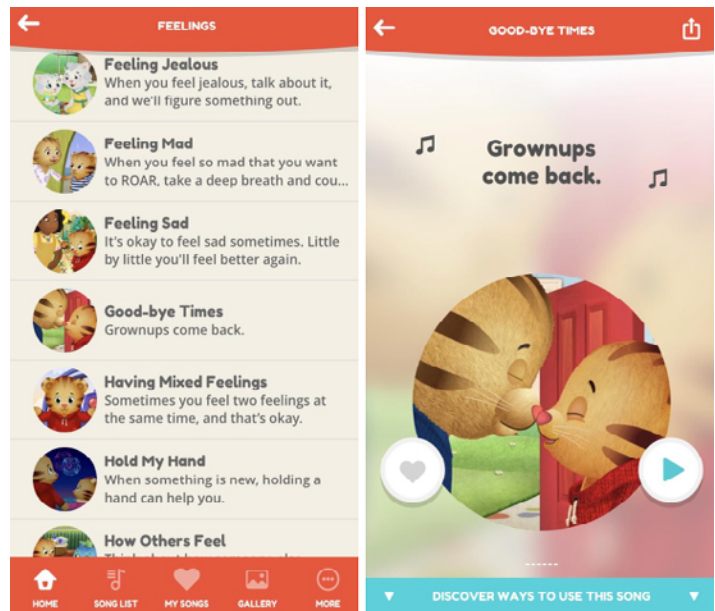 FEELINGS
Feeling Jealous
When you feel jealous, talk about it,
and we'll figure something out.
Feeling Mad
When you feel so mad that you want
to ROAR, take a deep breath and cou...
Feeling Sad
It's okay to feel sad sometimes. Little
by little you'll feel better again.
Good-bye Times
Grownups come back.
Having Mixed Feelings
Sometimes you feel two feelings at
the same time, and that's okay.
Hold My Hand
When something is new, holding a
hand can help you.
How Others Feel
HOME SONG LIST MY SONGS GALLERY MORE
GOOD-BYE TIMES
Grownups
come back.
DISCOVER WAYS TO USE THIS SONG